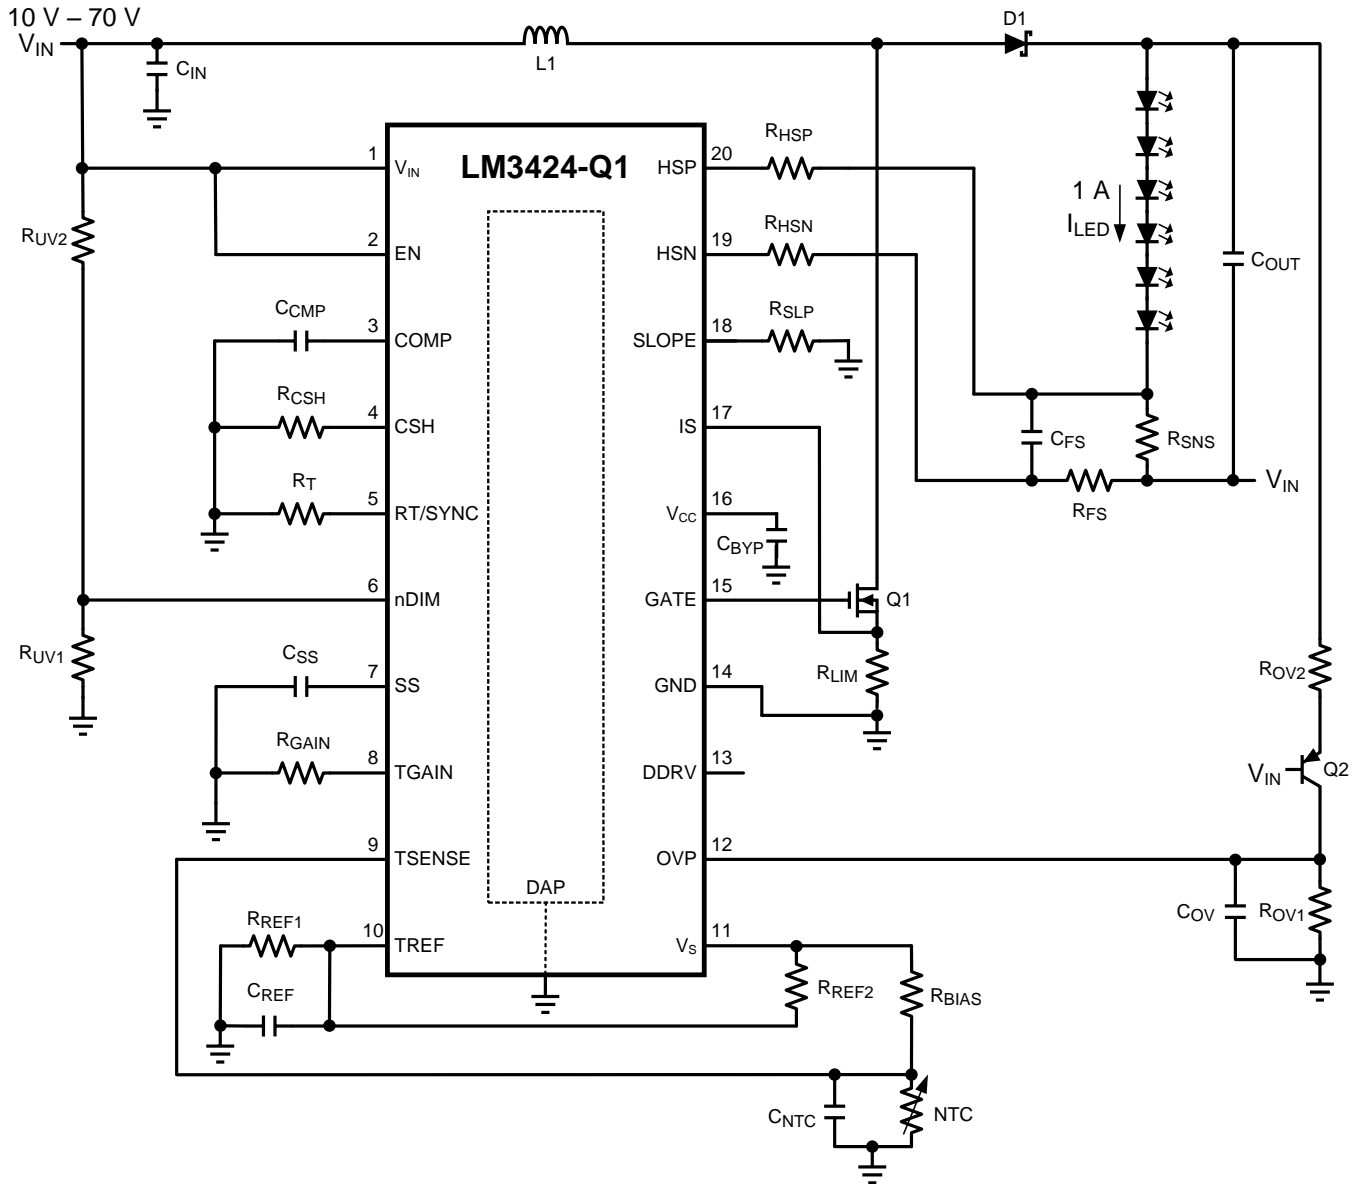 10 V – 70 V
VIN
CIN
L1
D1
LM3424-Q1
1 VIN
2 EN
3 COMP
4 CSH
5 RT/SYNC
6 nDIM
7 SS
8 TGAIN
9 TSENSE
10 TREF
20 HSP
19 HSN
18 SLOPE
17 IS
16 VCC
15 GATE
14 GND
13 DDRV
12 OVP
11 VS
DAP
RUV2
CCMP
RCSH
RT
RUV1
CSS
RGAIN
RREF1
CREF
RHSP
RHSN
RSLP
1 A
ILED
COUT
CFS
RSNS
RFS
VIN
CBYP
Q1
RLIM
ROV2
VIN
Q2
COV
ROV1
RREF2
RBIAS
CNTC
NTC